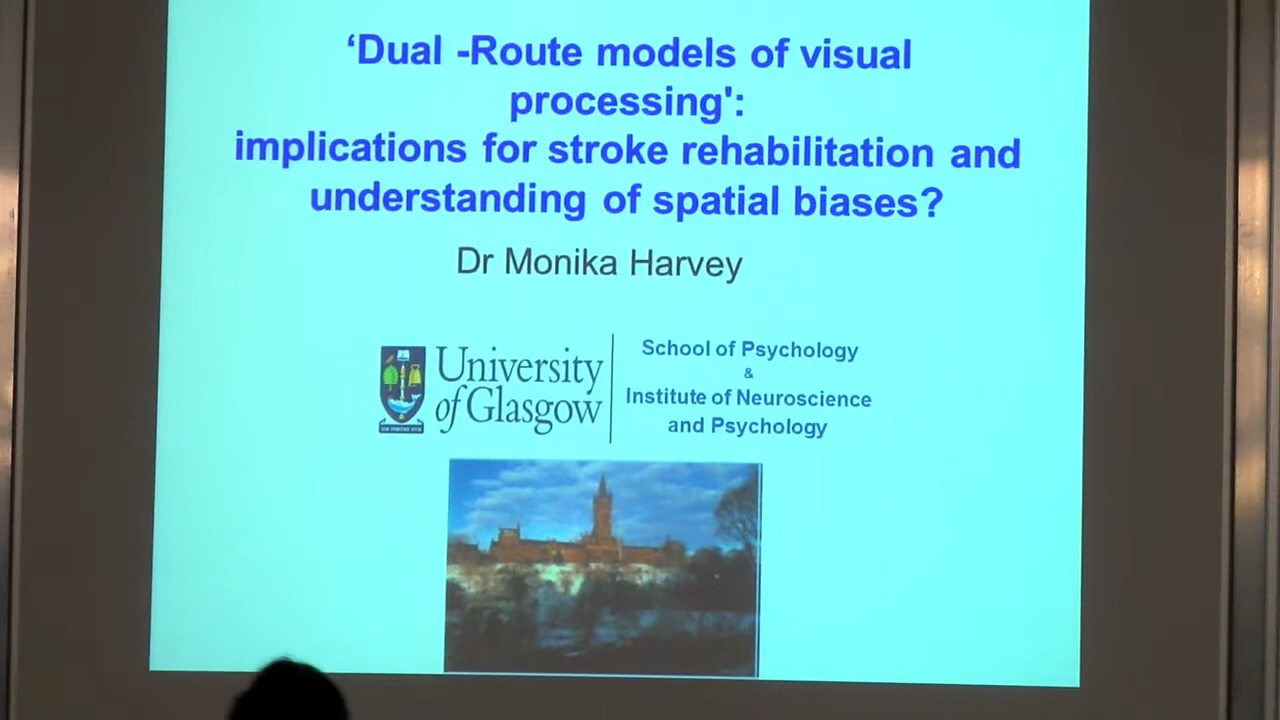 ‘Dual -Route models of visual
processing':
implications for stroke rehabilitation and
understanding of spatial biases?
Dr Monika Harvey
University
of Glasgow
School of Psychology
&
Institute of Neuroscience
and Psychology